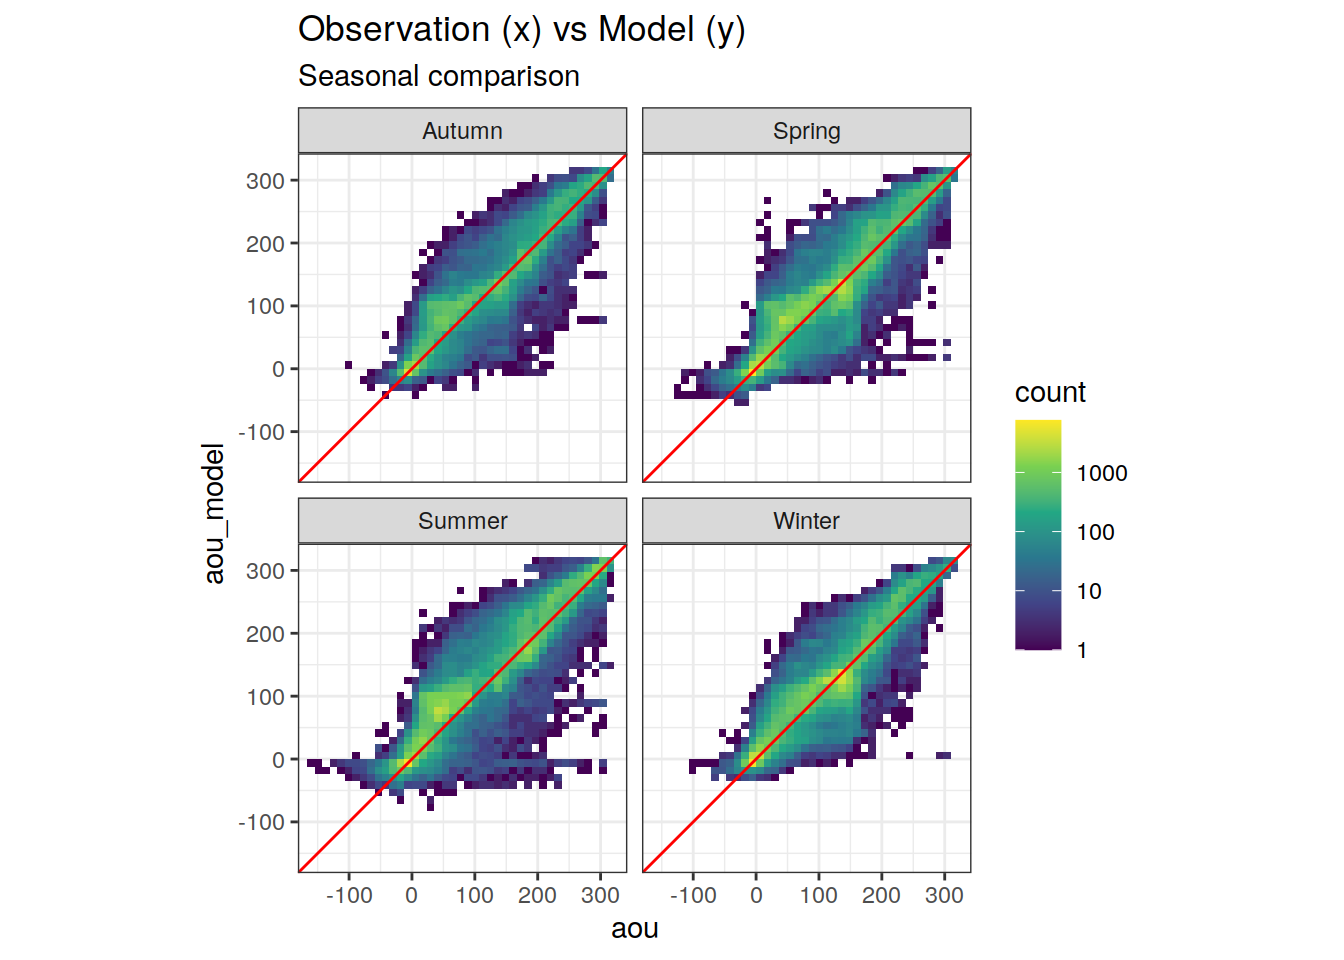 Observation (x) vs Model (y)
Seasonal comparison
Autumn
Spring
300
200
100
0
-100
Summer
Winter
300
200
100
0
-100
-100 0 100 200 300
-100 0 100 200 300
aou
aou_model
count
1000
100
10
1